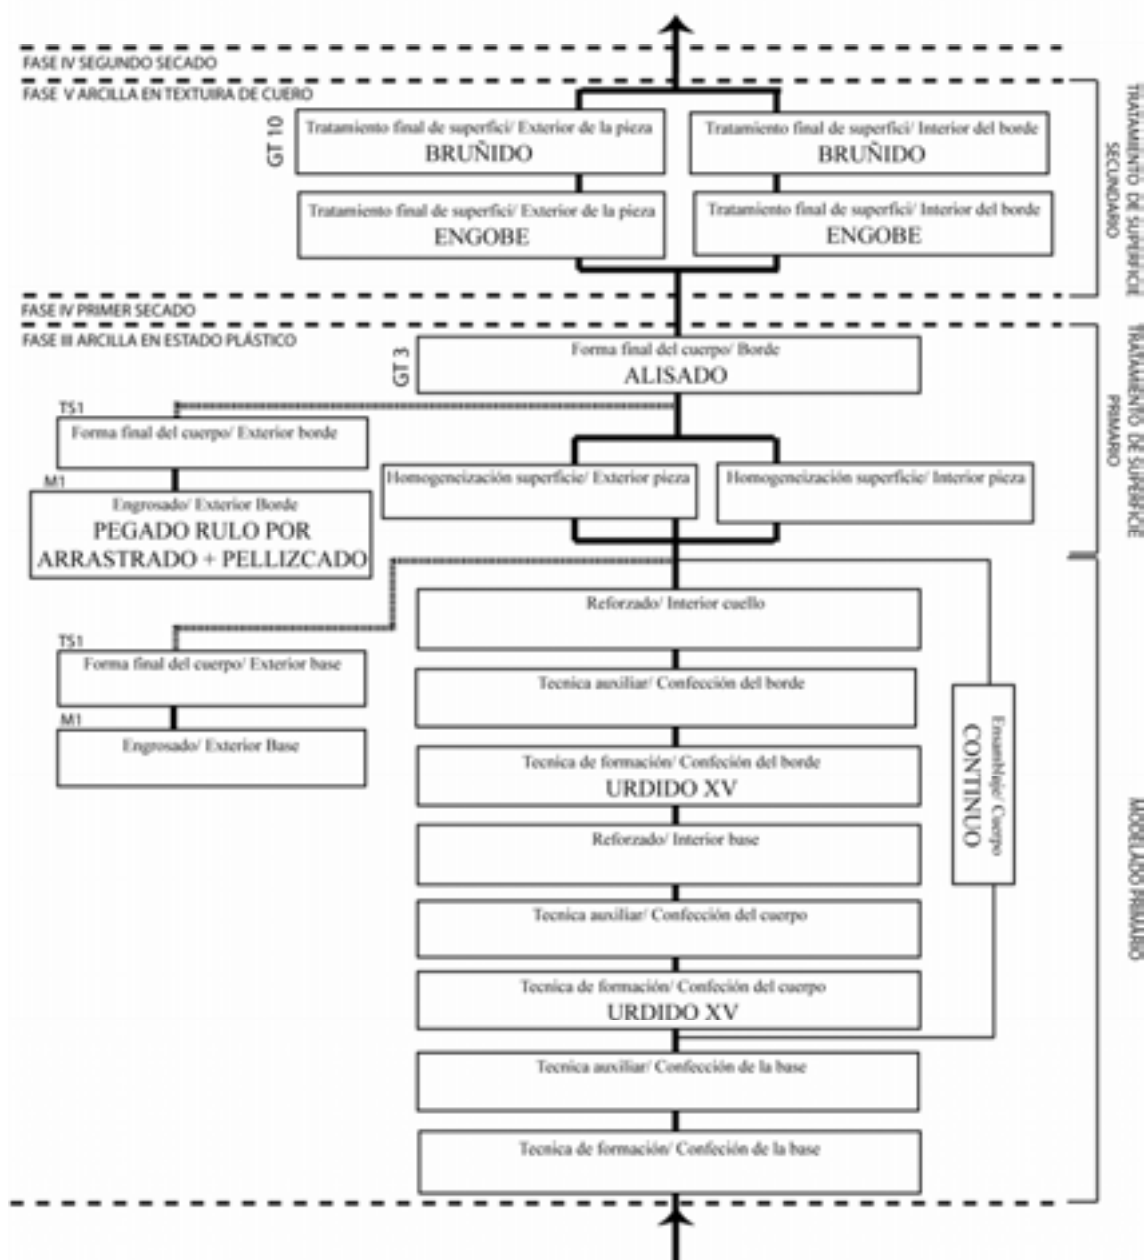 FASE IV SEGUNDO SECADO
FASE V ARCILLA EN TEXTUIRA DE CUERO
GT 10
Tratamiento final de superfici/ Exterior de la pieza
BRUÑIDO
Tratamiento final de superfici/ Interior del borde
BRUÑIDO
Tratamiento final de superfici/ Exterior de la pieza
ENGOBE
Tratamiento final de superfici/ Interior del borde
ENGOBE
TRATAMIENTO DE SUPERFICIE
SECUNDARIO
FASE IV PRIMER SECADO
FASE III ARCILLA EN ESTADO PLÁSTICO
GT 3
Forma final del cuerpo/ Borde
ALISADO
TS1
Forma final del cuerpo/ Exterior borde
M1
Engrosado/ Exterior Borde
PEGADO RULO POR
ARRASTRADO + PELLIZCADO
Homogeneización superficie/ Exterior pieza
Homogeneización superficie/ Interior pieza
TRATAMIENTO DE SUPERFICIE
PRIMARIO
TS1
Forma final del cuerpo/ Exterior base
M1
Engrosado/ Exterior Base
Reforzado/ Interior cuello
Tecnica auxiliar/ Confección del borde
Tecnica de formación/ Confeción del borde
URDIDO XV
Reforzado/ Interior base
Tecnica auxiliar/ Confección del cuerpo
Tecnica de formación/ Confeción del cuerpo
URDIDO XV
Tecnica auxiliar/ Confección de la base
Tecnica de formación/ Confeción de la base
Ensamblaje/ Cuerpo
CONTINUO
MODELADO PRIMARIO